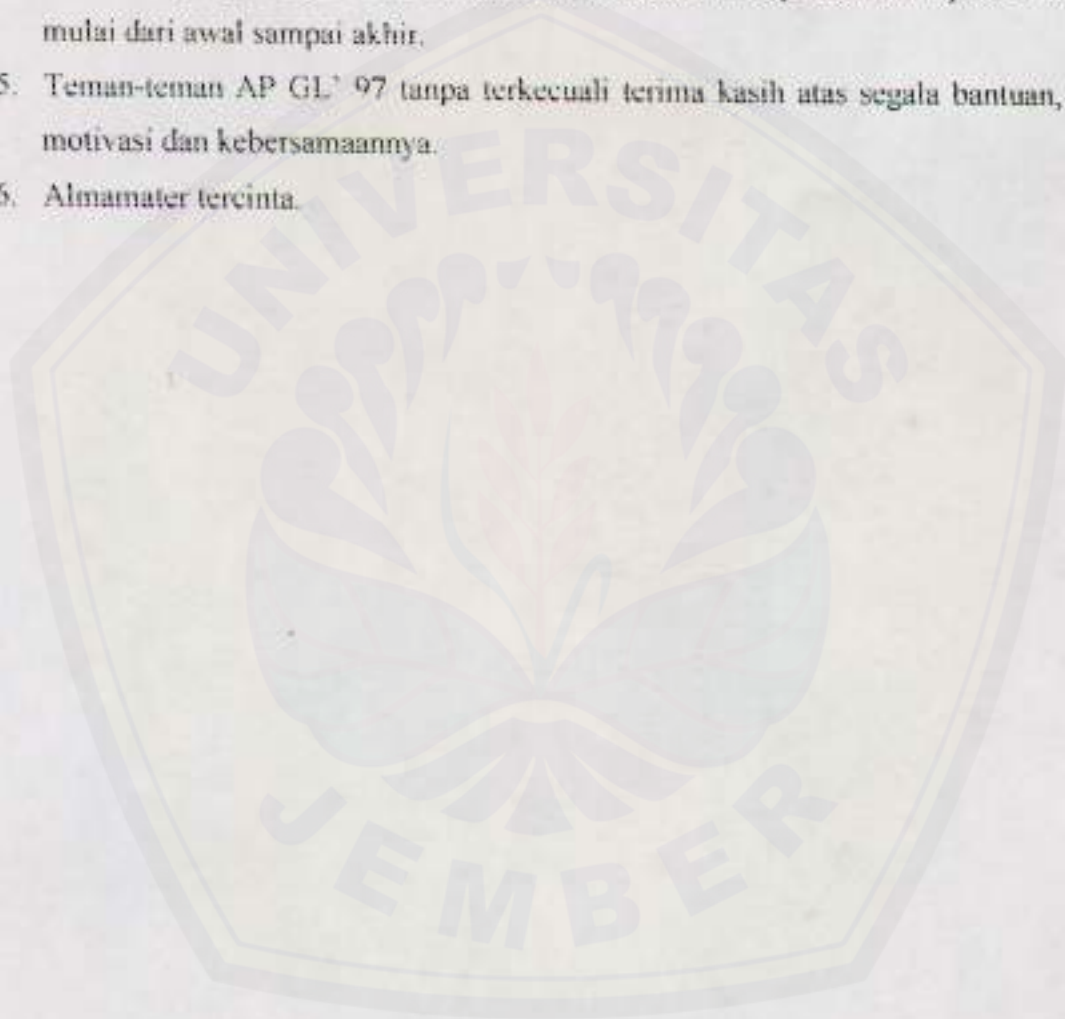 mulai dari awal sampai akhir.
5. Teman-teman AP GL' 97 tanpa terkecuali terima kasih atas segala bantuan,
motivasi dan kebersamaannya.
6. Almamater tercinta.
UNIVERSITAS
JEMBER